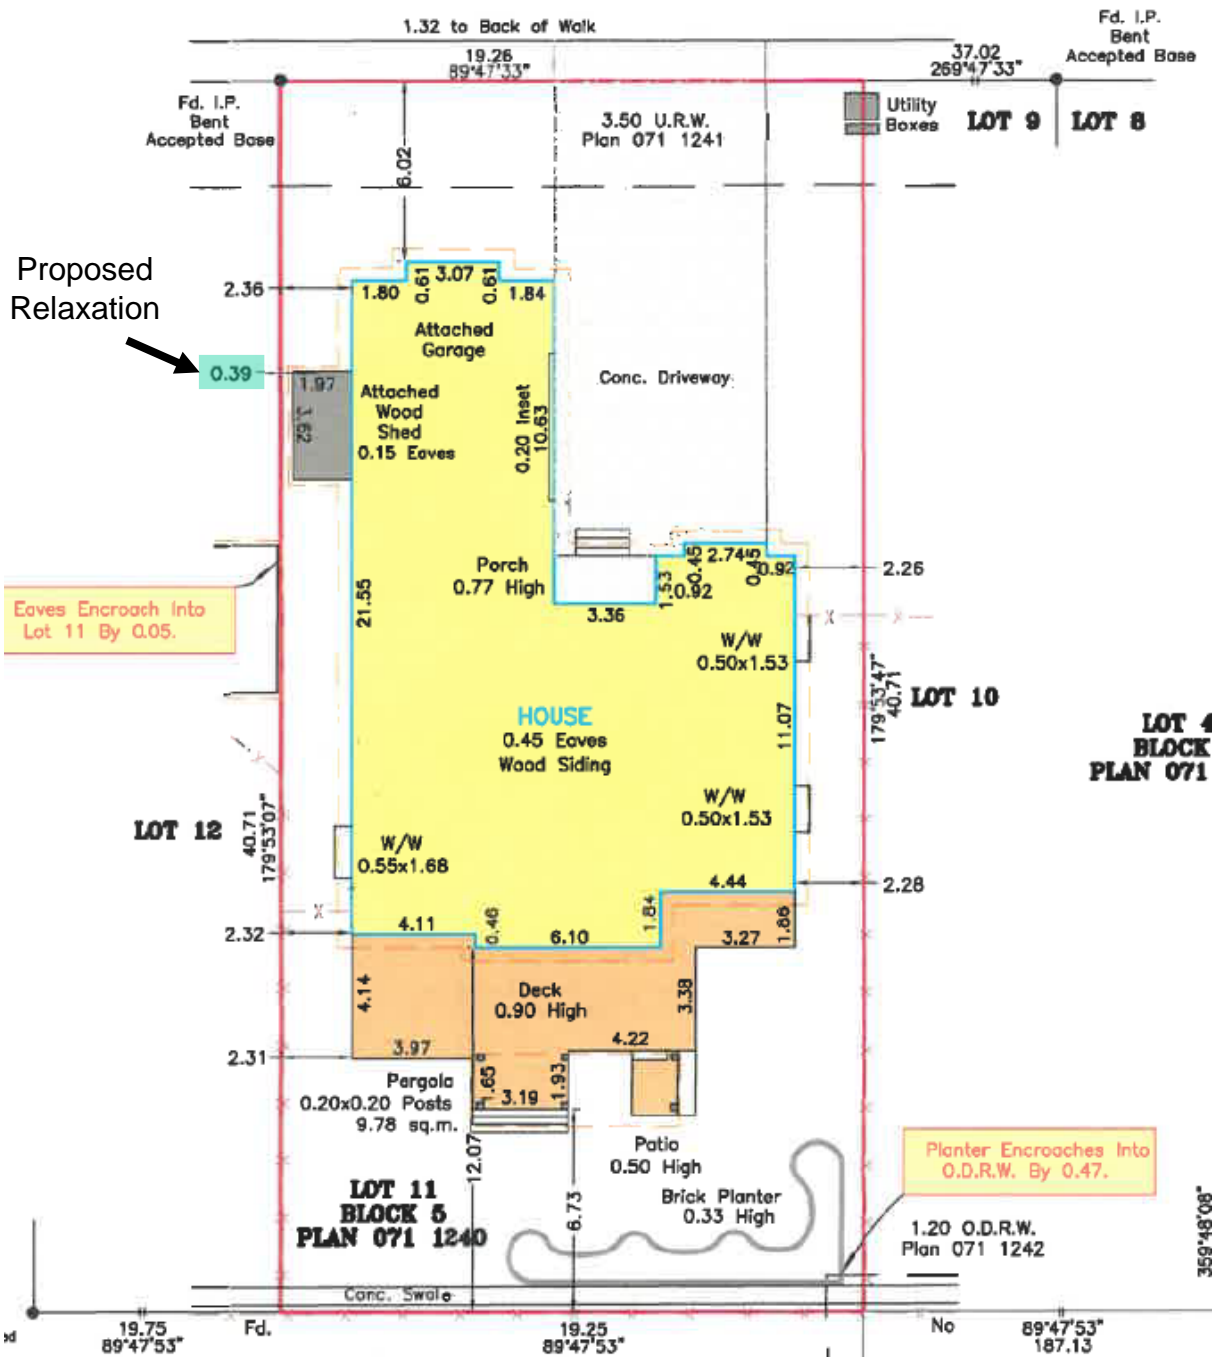 1.32 to Back of Walk
Fd. I.P.
Bent
Accepted Base
19.26
89°47'33"
37.02
269°47'33"
Fd. I.P.
Bent
Accepted Base
3.50 U.R.W.
Plan 071 1241
Utility
Boxes
LOT 9
LOT 8
6.02
Proposed
Relaxation
2.36
3.07
0.61
0.61
1.80
1.84
Attached
Garage
0.39
1.97
3.62
Attached
Wood
Shed
0.15 Eaves
0.20 Inset
10.63
Conc. Driveway
Porch
0.77 High
2.74
0.45
0.45
0.92
1.53
0.92
2.26
3.36
21.55
Eaves Encroach Into
Lot 11 By 0.05.
W/W
0.50x1.53
179°53'47"
40.71
LOT 10
HOUSE
0.45 Eaves
Wood Siding
11.07
LOT 4
BLOCK
PLAN 071
W/W
0.50x1.53
LOT 12
40.71
179°53'07"
W/W
0.55x1.68
4.44
2.28
4.11
0.46
1.84
1.86
2.32
6.10
3.27
4.14
Deck
0.90 High
3.38
4.22
2.31
3.97
Pergola
0.20x0.20 Posts
9.78 sq.m.
1.65
3.19
1.93
12.07
6.73
Patio
0.50 High
Planter Encroaches Into
O.D.R.W. By 0.47.
LOT 11
BLOCK 5
PLAN 071 1240
Brick Planter
0.33 High
1.20 O.D.R.W.
Plan 071 1242
359°48'08"
Conc. Swale
19.75
89°47'53"
Fd.
19.25
89°47'53"
No
89°47'53"
187.13